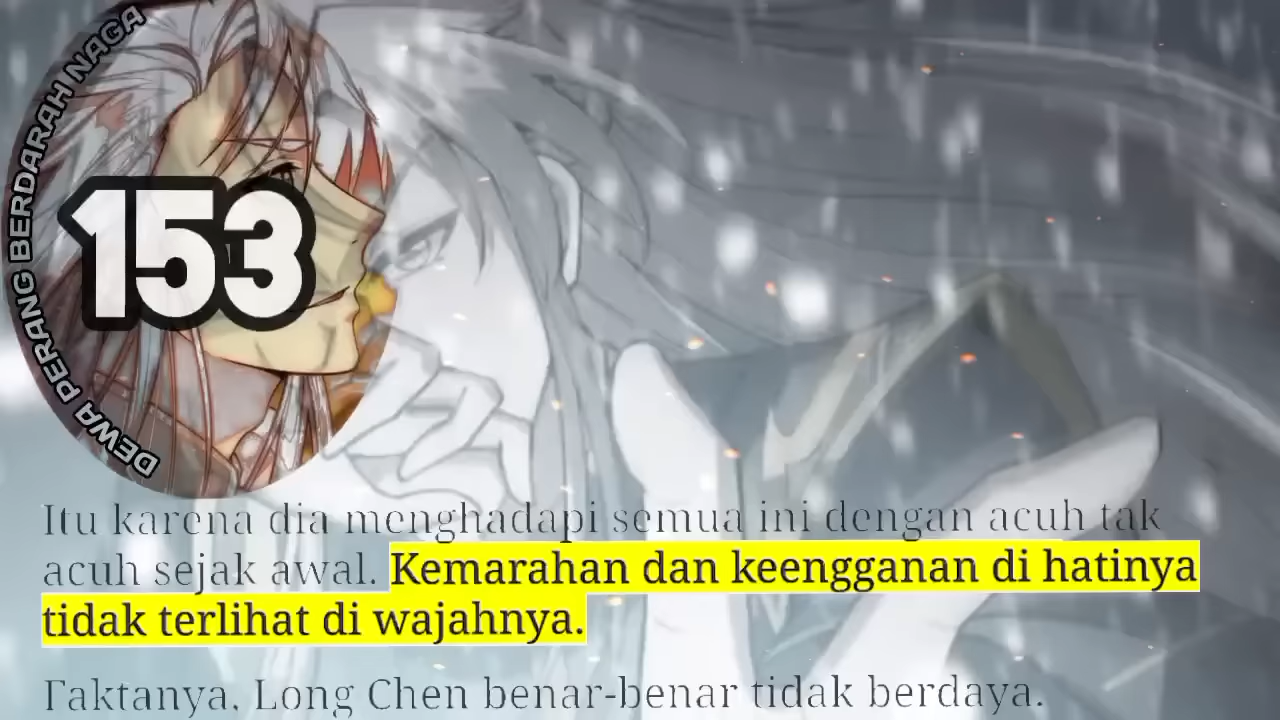 DEWA PERANG BERDARAH NAGA
153
Itu karena dia menghadapi semua ini dengan acuh tak
acuh sejak awal. Kemarahan dan keengganan di hatinya
tidak terlihat di wajahnya.
Faktanya, Long Chen benar-benar tidak berdaya.